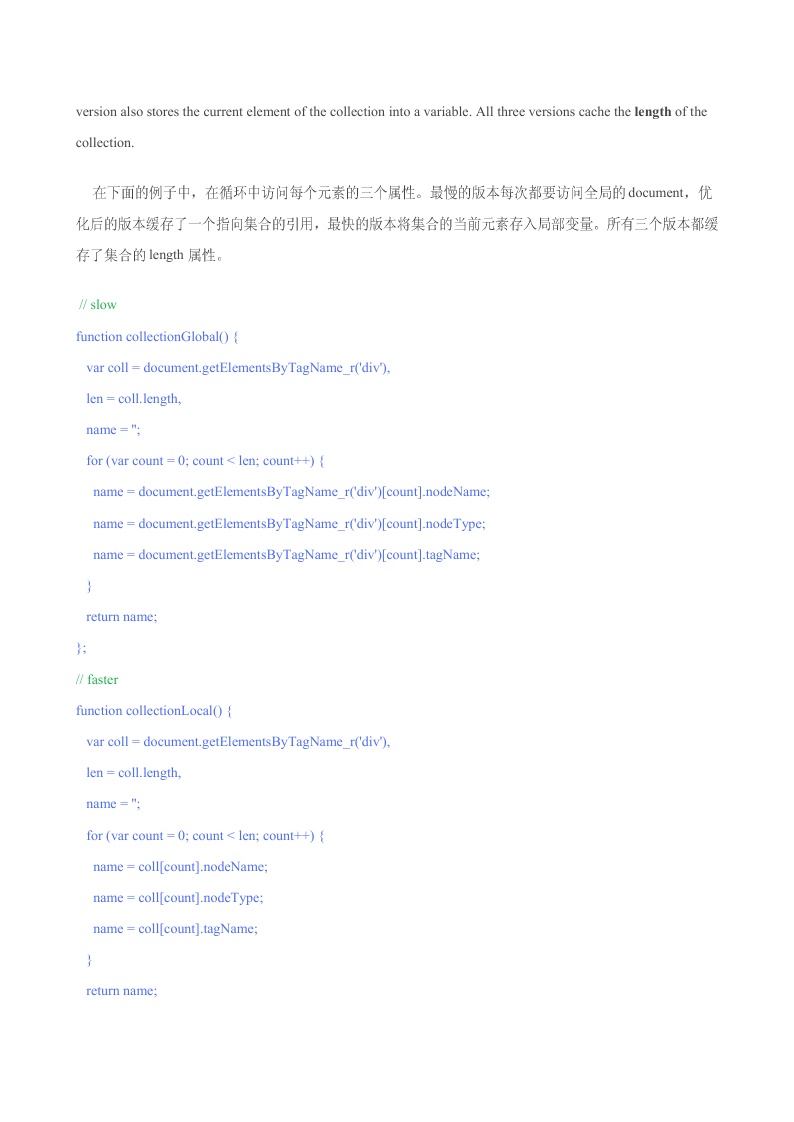 version also stores the current element of the collection into a variable. All three versions cache the length of the
collection.
在下面的例子中，在循环中访问每个元素的三个属性。最慢的版本每次都要访问全局的 document，优
化后的版本缓存了一个指向集合的引用，最快的版本将集合的当前元素存入局部变量。所有三个版本都缓
存了集合的 length 属性。
// slow
function collectionGlobal() {
var coll = document.getElementsByTagName_r('div'),
len = coll.length,
name = '';
for (var count = 0; count < len; count++) {
name = document.getElementsByTagName_r('div')[count].nodeName;
name = document.getElementsByTagName_r('div')[count].nodeType;
name = document.getElementsByTagName_r('div')[count].tagName;
}
return name;
};
// faster
function collectionLocal() {
var coll = document.getElementsByTagName_r('div'),
len = coll.length,
name = '';
for (var count = 0; count < len; count++) {
name = coll[count].nodeName;
name = coll[count].nodeType;
name = coll[count].tagName;
}
return name;